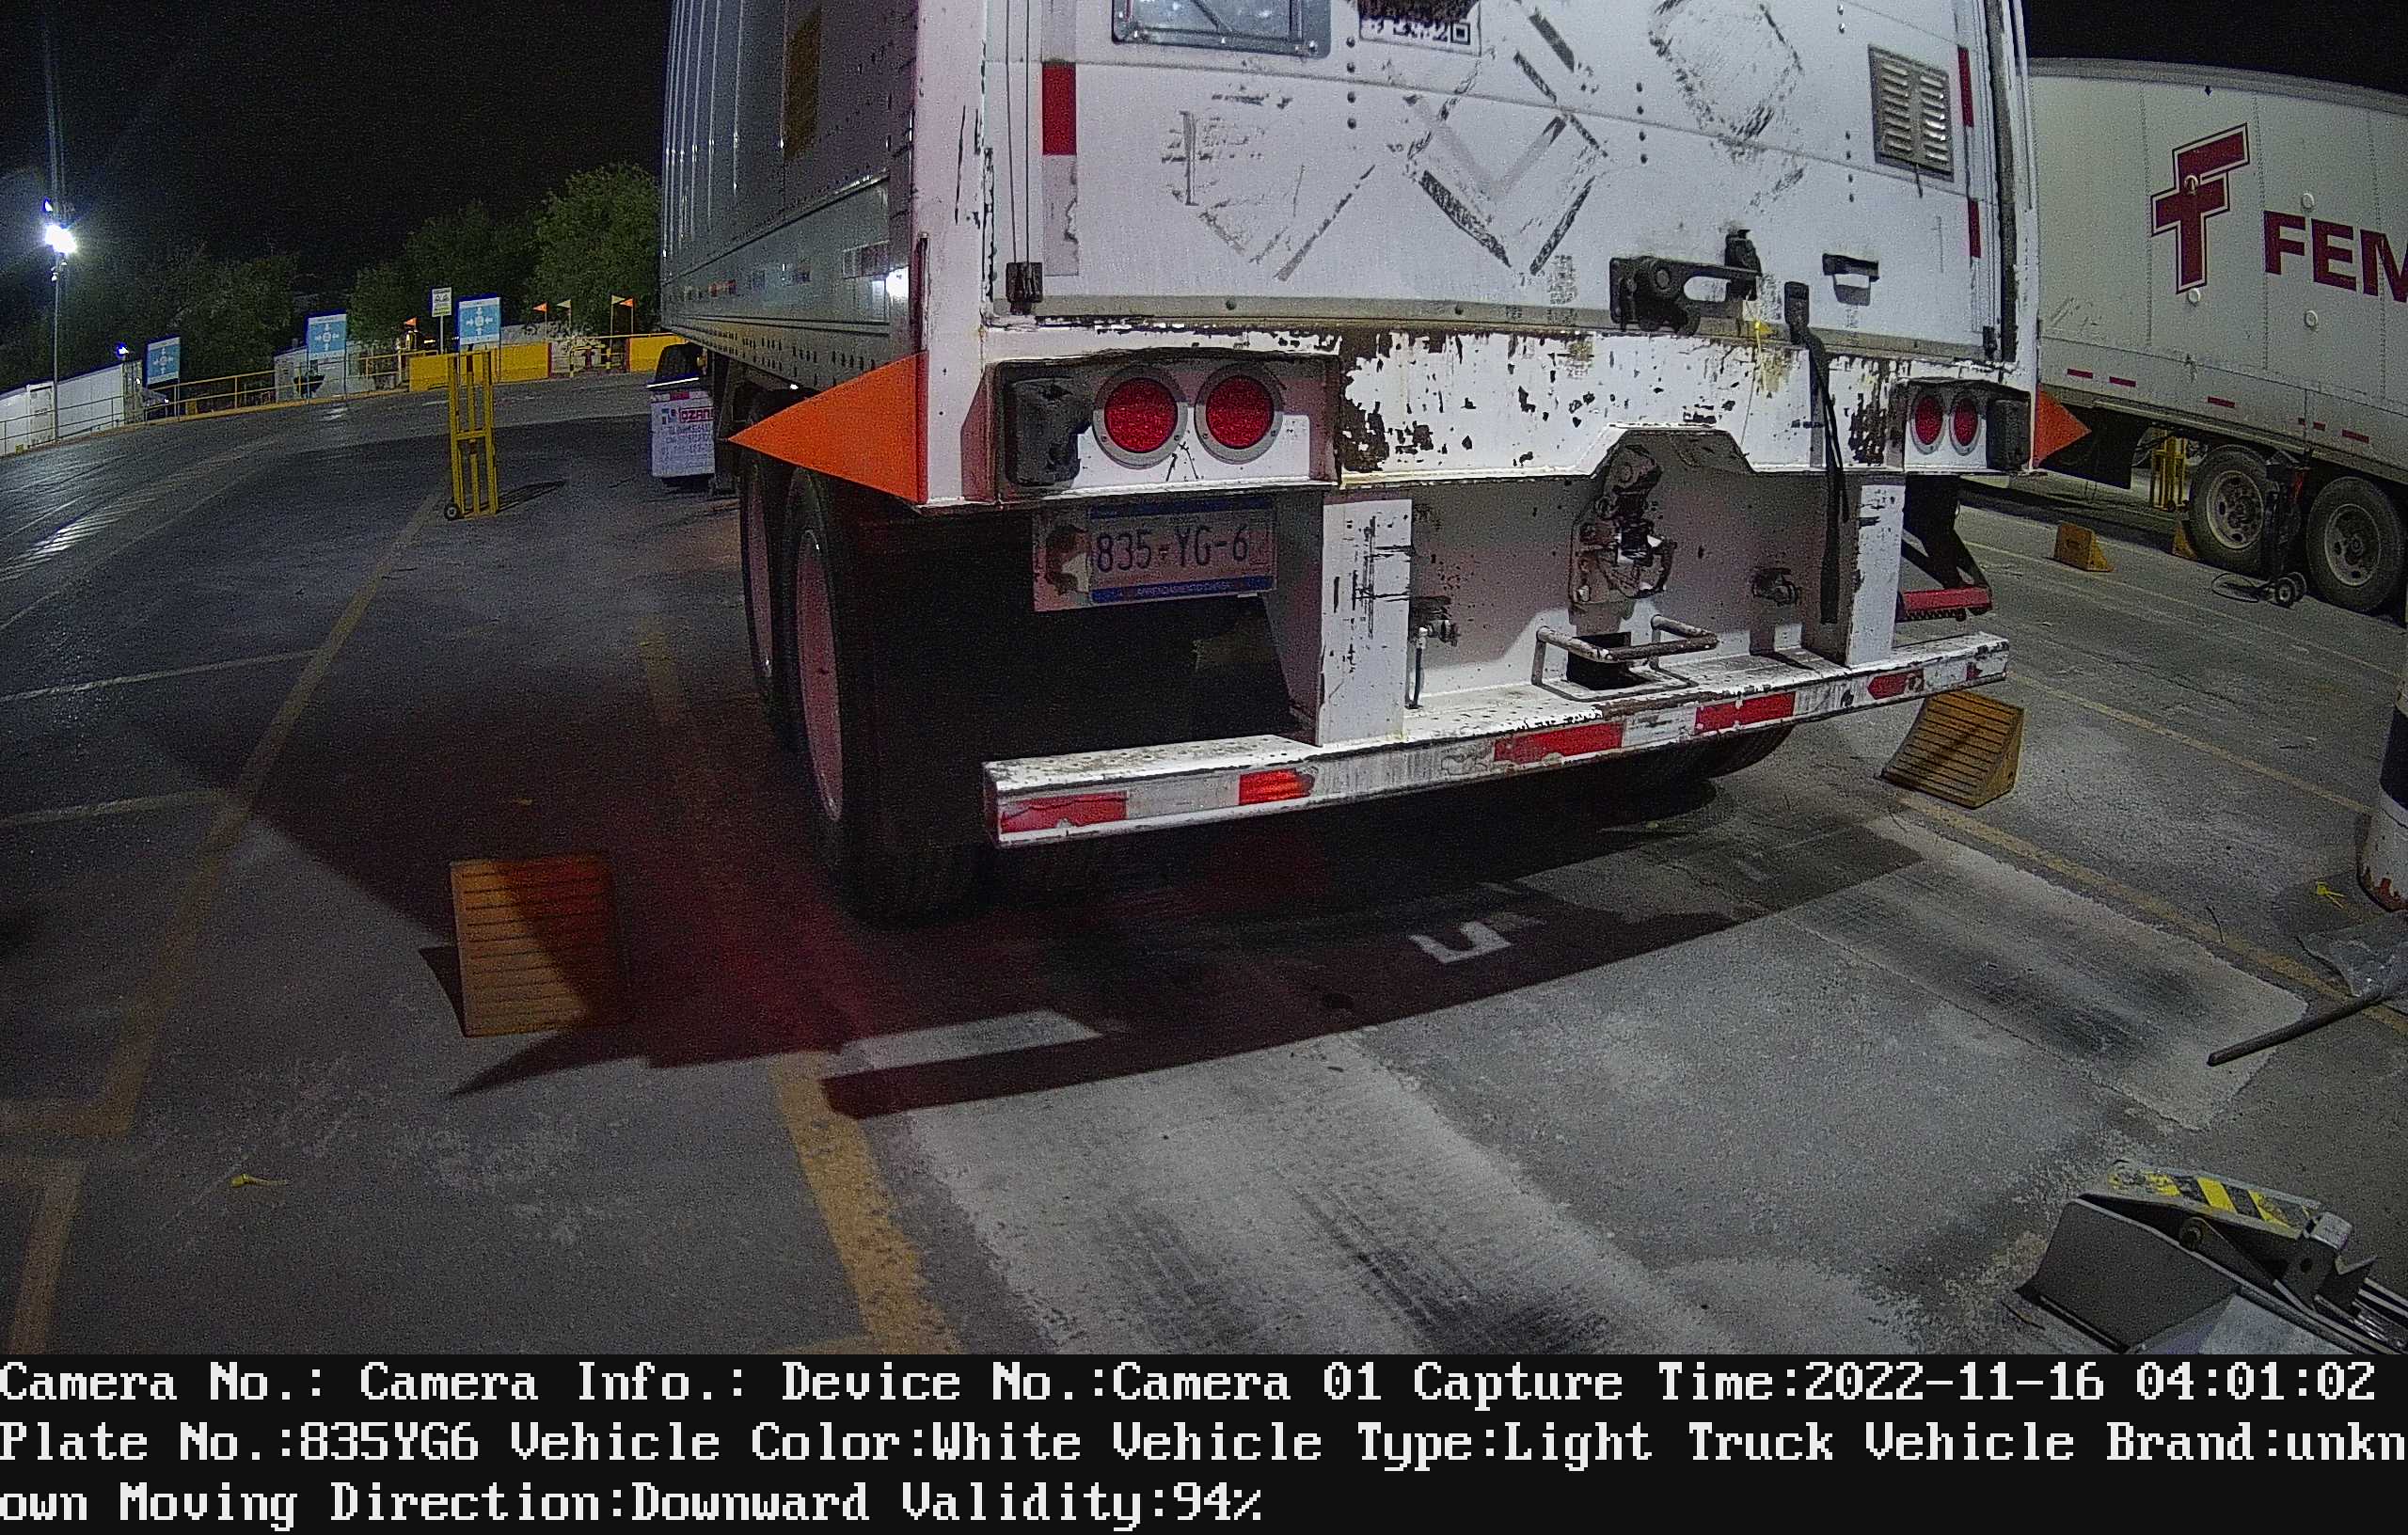 FEM
OZANO
835-YG-6
5
Camera No.: Camera Info.: Device No.:Camera 01 Capture Time:2022-11-16 04:01:02
Plate No.:835YG6 Vehicle Color:White Vehicle Type:Light Truck Vehicle Brand:unkn
own Moving Direction:Downward Validity:94%